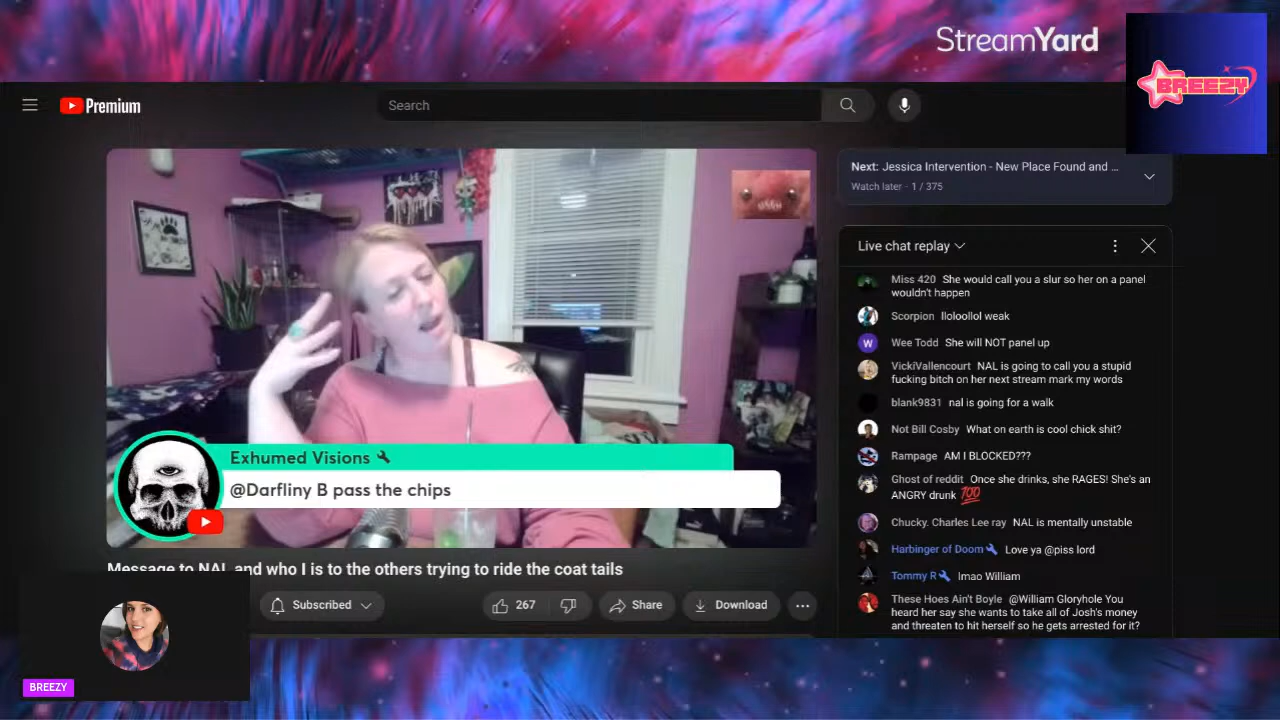 StreamYard
BREEZY
Premium
Search
Next: Jessica Intervention - New Place Found and ...
Watch later · 1 / 375
Live chat replay
Miss 420 She would call you a slur so her on a panel
wouldn't happen
Scorpion lloloollol weak
W
Wee Todd She will NOT panel up
VickiVallencourt NAL is going to call you a stupid
fucking bitch on her next stream mark my words
blank9831 nal is going for a walk
Not Bill Cosby What on earth is cool chick shit?
Rampage AM I BLOCKED???
Ghost of reddit Once she drinks, she RAGES! She's an
ANGRY drunk 💯
Chucky. Charles Lee ray NAL is mentally unstable
Harbinger of Doom Love ya @piss lord
Tommy R lmao William
These Hoes Ain't Boyle @William Gloryhole You
heard her say she wants to take all of Josh's money
and threaten to hit herself so he gets arrested for it?
Exhumed Visions
@Darfliny B pass the chips
Message to NAL and who I is to the others trying to ride the coat tails
Subscribed
267
Share
Download
BREEZY